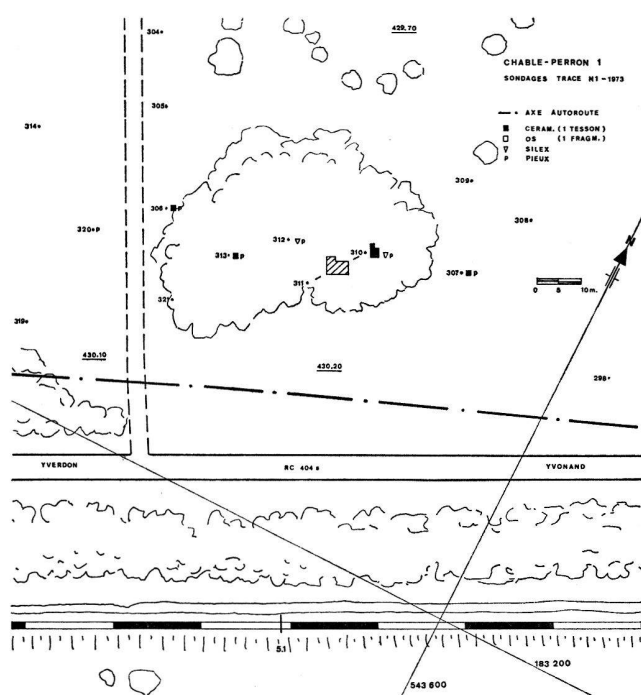 304
429.70
CHABLE-PERRON 1
SONDAGES TRACE N1-1973
305
AXE AUTOROUTE
314
CERAM. (1 TESSON)
OS (1 FRAGM.)
SILEX
P PIEUX
309
306 P
308
320 P
312 P
310 P
313 P
307 P
311
N
321
0 5 10m.
319
430.10
430.20
298
YVERDON
RC 404 a
YVONAND
51
183 200
543 600